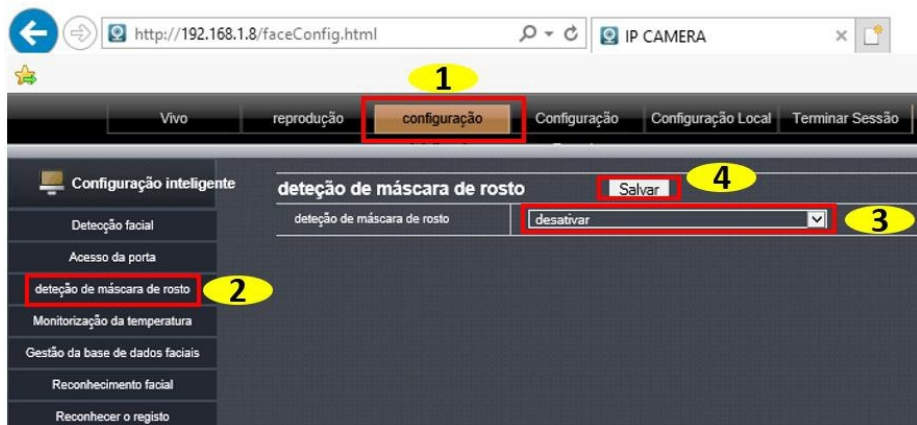 http://192.168.1.8/faceConfig.html
IP CAMERA
1
Vivo
reprodução
configuração
Configuração
Configuração Local
Terminar Sessão
Configuração inteligente
deteção de máscara de rosto
Salvar
4
deteção de máscara de rosto
desativar
3
Detecção facial
Acesso da porta
deteção de máscara de rosto
2
Monitorização da temperatura
Gestão da base de dados faciais
Reconhecimento facial
Reconhecer o registo